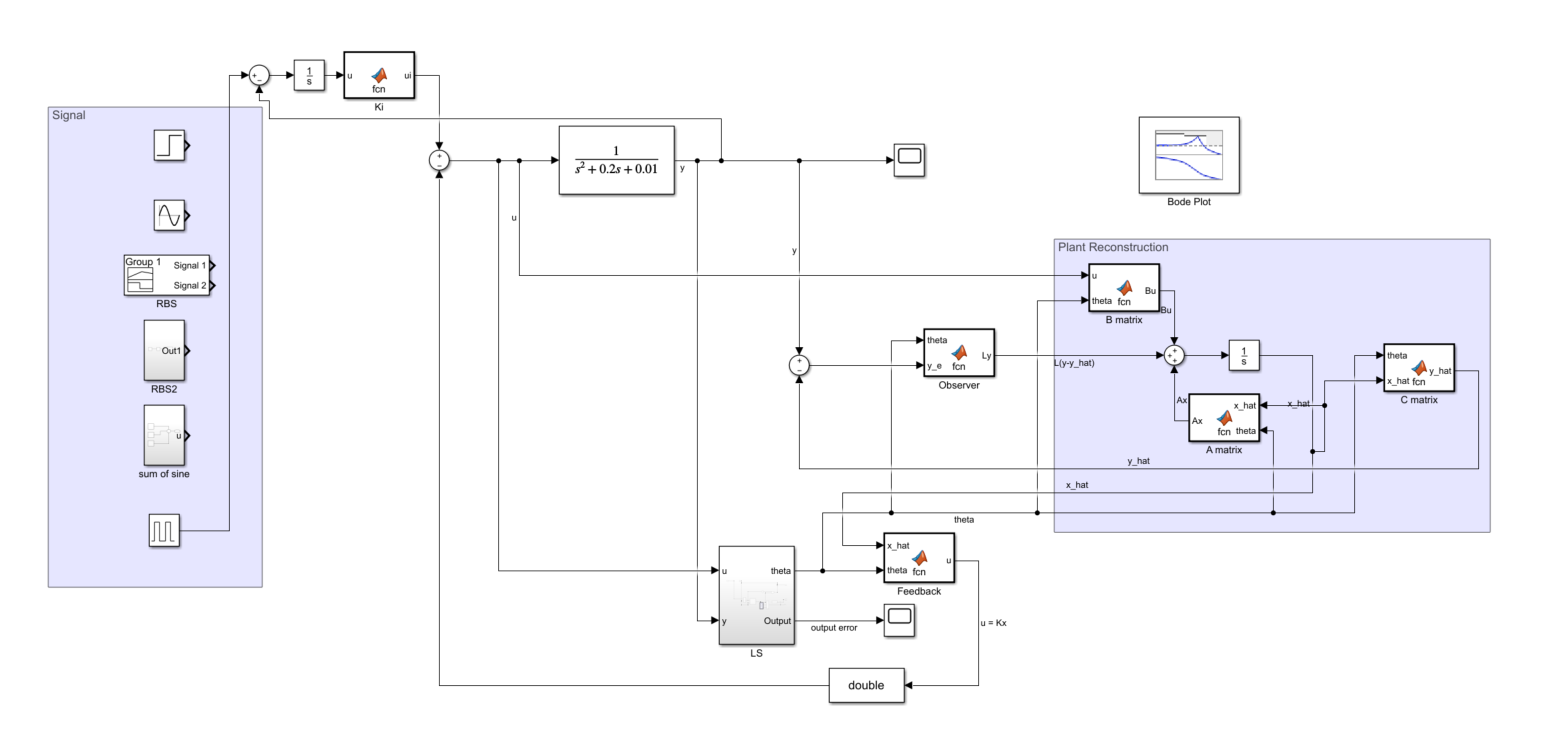 Signal
Group 1
Signal 1
Signal 2
RBS
Out1
RBS2
u
sum of sine
+
−
1
s
u
ui
fcn
Ki
+
−
1
s² + 0.2s + 0.01
y
u
y
Bode Plot
Plant Reconstruction
u
Bu
theta
fcn
B matrix
Bu
theta
y_e
Ly
fcn
Observer
+
−
L(y-y_hat)
+
+
+
1
s
theta
x_hat
y_hat
fcn
C matrix
Ax
x_hat
x_hat
Ax
theta
fcn
A matrix
y_hat
x_hat
theta
x_hat
theta
u
fcn
Feedback
u
y
theta
Output
LS
output error
u = Kx
double